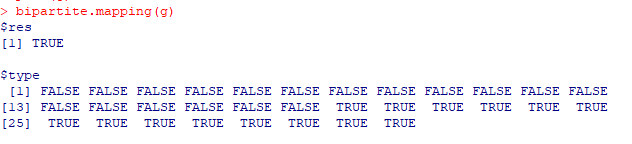 > bipartite.mapping(g)
$res
[1] TRUE
$type
[1] FALSE FALSE FALSE FALSE FALSE FALSE FALSE FALSE FALSE FALSE FALSE FALSE
[13] FALSE FALSE FALSE FALSE FALSE FALSE TRUE TRUE TRUE TRUE TRUE TRUE
[25] TRUE TRUE TRUE TRUE TRUE TRUE TRUE TRUE